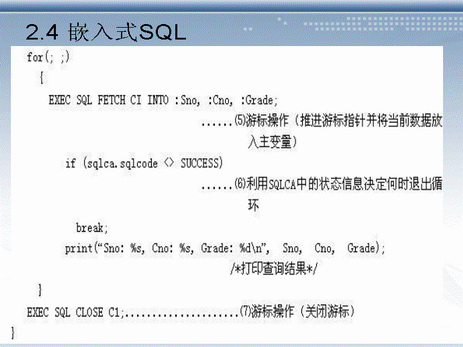 2.4 嵌入式SQL
for(; ;)
{
EXEC SQL FETCH CI INTO :Sno, :Cno, :Grade;
......⑸游标操作（推进游标指针并将当前数据放
入主变量）
if (sqlca.sqlcode <> SUCCESS)
......⑹利用SQLCA中的状态信息决定何时退出循
环
break;
print(“Sno: %s, Cno: %s, Grade: %d\n”, Sno, Cno, Grade);
/*打印查询结果*/
}
EXEC SQL CLOSE C1;.....................⑺游标操作（关闭游标）
}